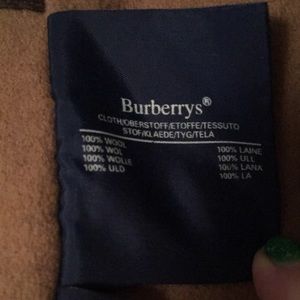 Burberrys®
CLOTH/OBERSTOFF/ETOFFE/TESSUTO
STOF/KLAEDE/TYG/TELA
100% WOOL 100% LAINE
100% WOL 100% ULL
100% WOLLE 100% LANA
100% ULD 100% LA